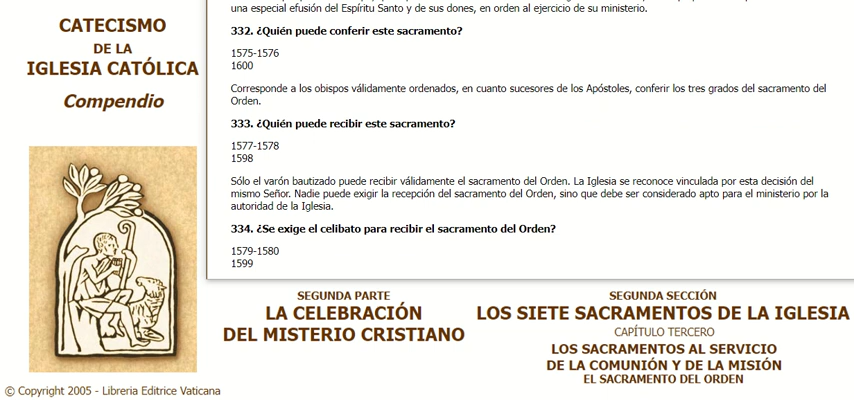 CATECISMO
DE LA
IGLESIA CATÓLICA
Compendio
una especial efusión del Espíritu Santo y de sus dones, en orden al ejercicio de su ministerio.
332. ¿Quién puede conferir este sacramento?
1575-1576
1600
Corresponde a los obispos válidamente ordenados, en cuanto sucesores de los Apóstoles, conferir los tres grados del sacramento del
Orden.
333. ¿Quién puede recibir este sacramento?
1577-1578
1598
Sólo el varón bautizado puede recibir válidamente el sacramento del Orden. La Iglesia se reconoce vinculada por esta decisión del
mismo Señor. Nadie puede exigir la recepción del sacramento del Orden, sino que debe ser considerado apto para el ministerio por la
autoridad de la Iglesia.
334. ¿Se exige el celibato para recibir el sacramento del Orden?
1579-1580
1599
SEGUNDA PARTE
LA CELEBRACIÓN
DEL MISTERIO CRISTIANO
SEGUNDA SECCIÓN
LOS SIETE SACRAMENTOS DE LA IGLESIA
CAPÍTULO TERCERO
LOS SACRAMENTOS AL SERVICIO
DE LA COMUNIÓN Y DE LA MISIÓN
EL SACRAMENTO DEL ORDEN
© Copyright 2005 - Libreria Editrice Vaticana